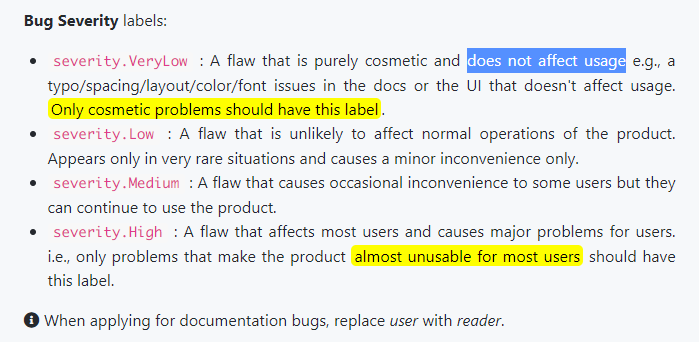 Bug Severity labels:
severity.VeryLow : A flaw that is purely cosmetic and does not affect usage e.g., a
typo/spacing/layout/color/font issues in the docs or the UI that doesn't affect usage.
Only cosmetic problems should have this label.
severity.Low : A flaw that is unlikely to affect normal operations of the product.
Appears only in very rare situations and causes a minor inconvenience only.
severity.Medium : A flaw that causes occasional inconvenience to some users but they
can continue to use the product.
severity.High : A flaw that affects most users and causes major problems for users.
i.e., only problems that make the product almost unusable for most users should have
this label.
When applying for documentation bugs, replace user with reader.